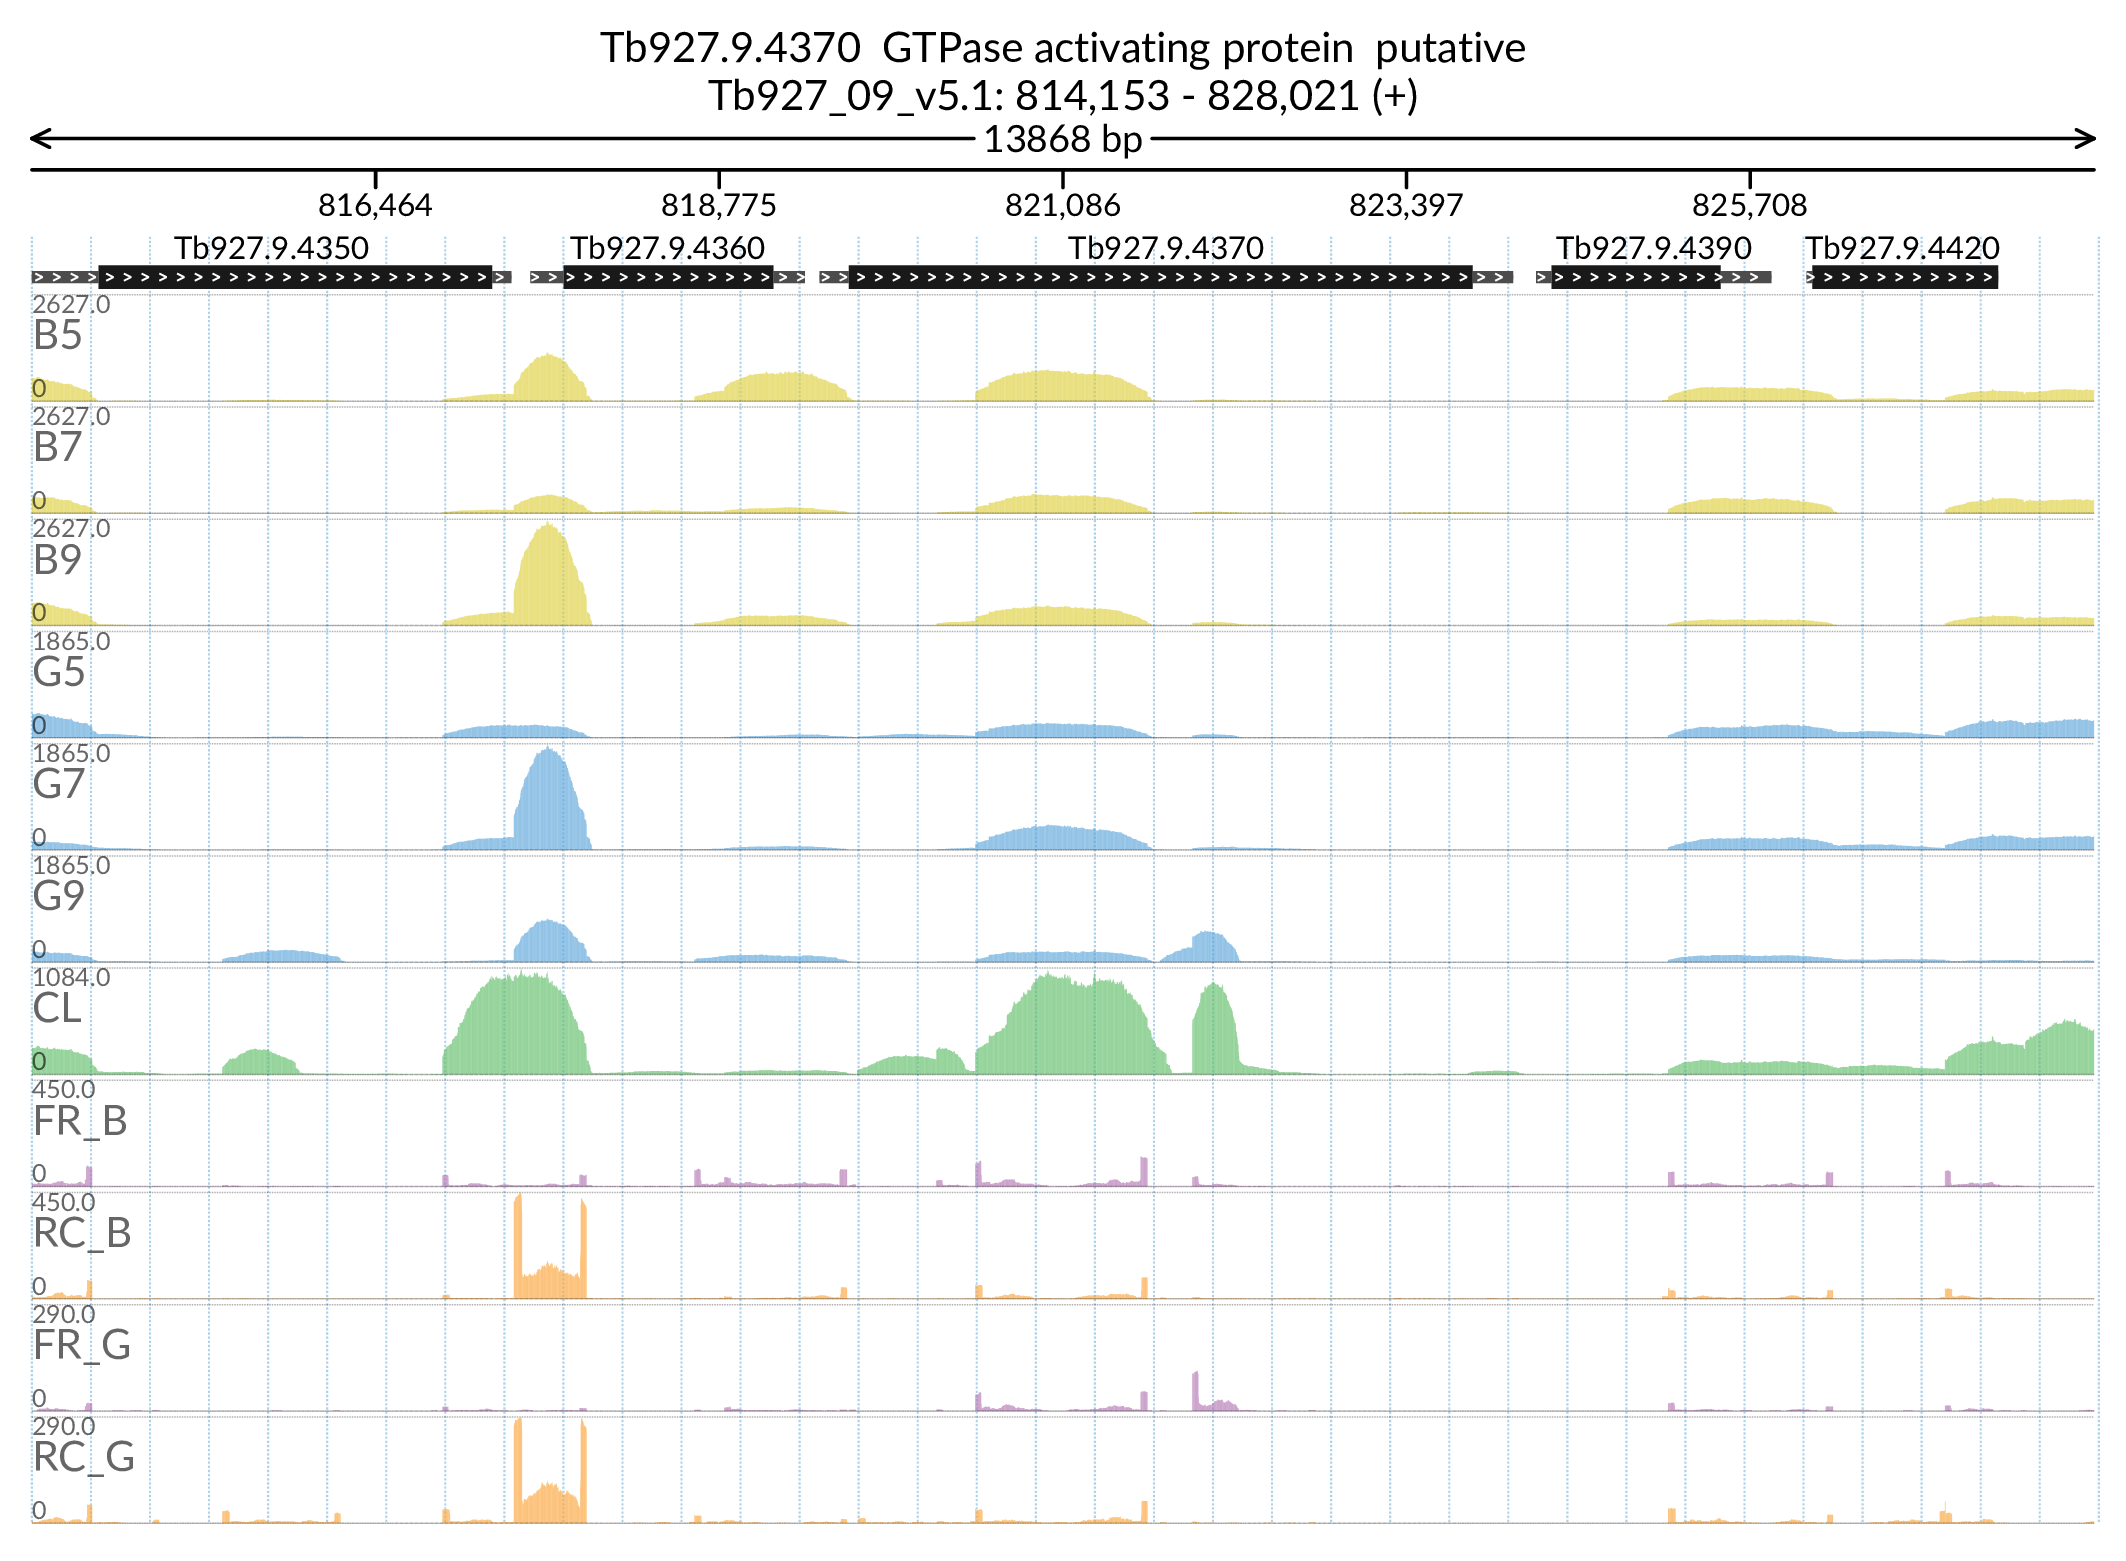 Tb927.9.4370  GTPase activating protein  putative
Tb927_09_v5.1: 814,153 - 828,021 (+)
13868 bp
816,464 818,775 821,086 823,397 825,708
Tb927.9.4350 Tb927.9.4360 Tb927.9.4370 Tb927.9.4390 Tb927.9.4420
2627.0
B5
0
2627.0
B7
0
2627.0
B9
0
1865.0
G5
0
1865.0
G7
0
1865.0
G9
0
1084.0
CL
0
450.0
FR_B
0
450.0
RC_B
0
290.0
FR_G
0
290.0
RC_G
0